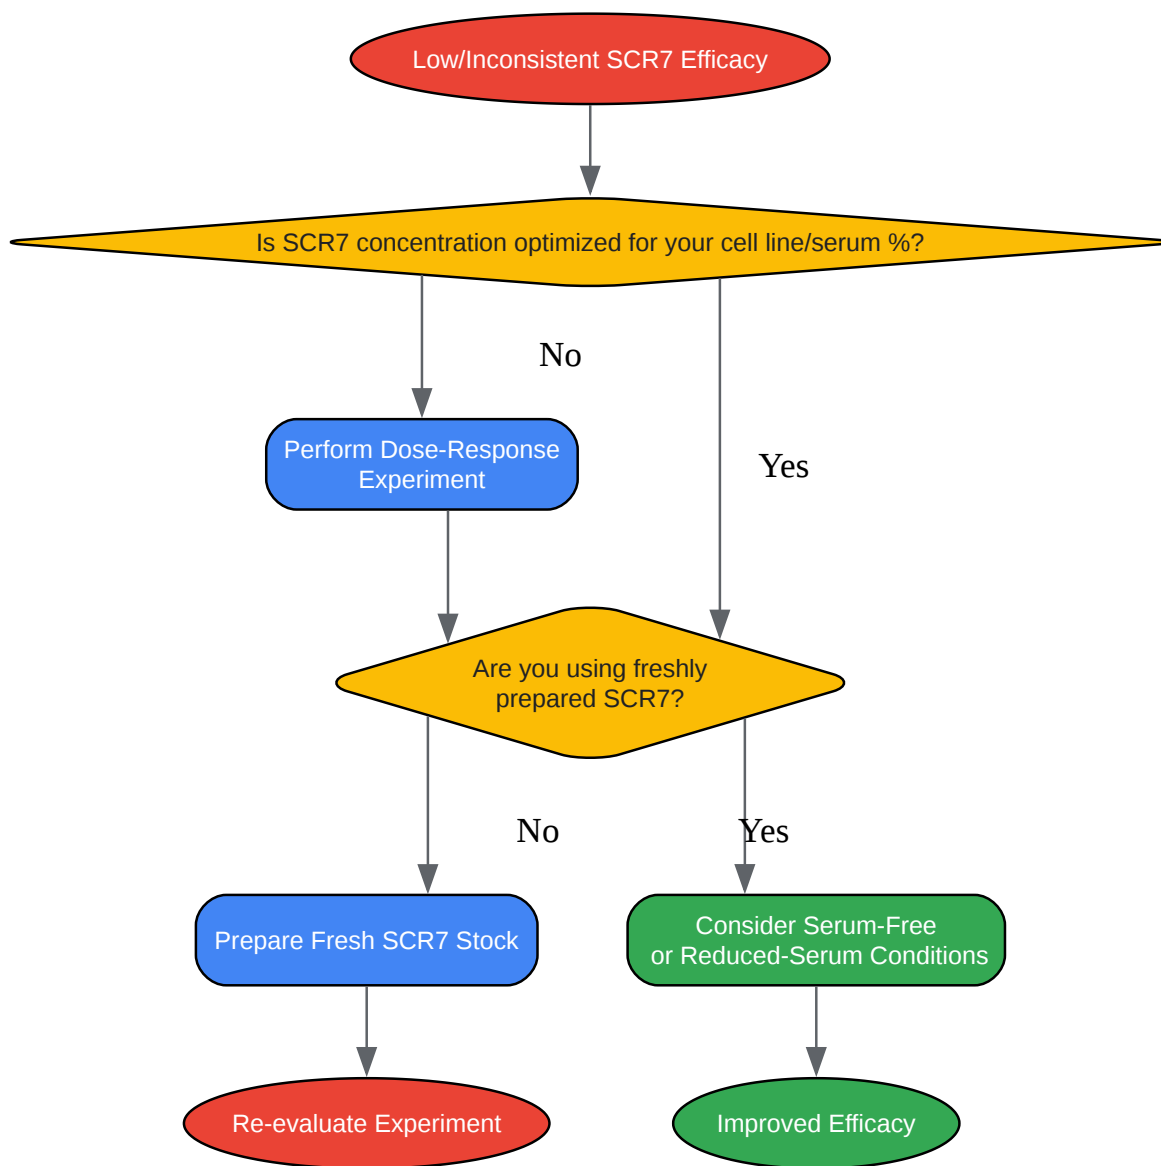 Low/Inconsistent SCR7 Efficacy
Is SCR7 concentration optimized for your cell line/serum %?
No
Perform Dose-Response
Experiment
Yes
Are you using freshly
prepared SCR7?
No
Yes
Prepare Fresh SCR7 Stock
Consider Serum-Free
or Reduced-Serum Conditions
Re-evaluate Experiment
Improved Efficacy